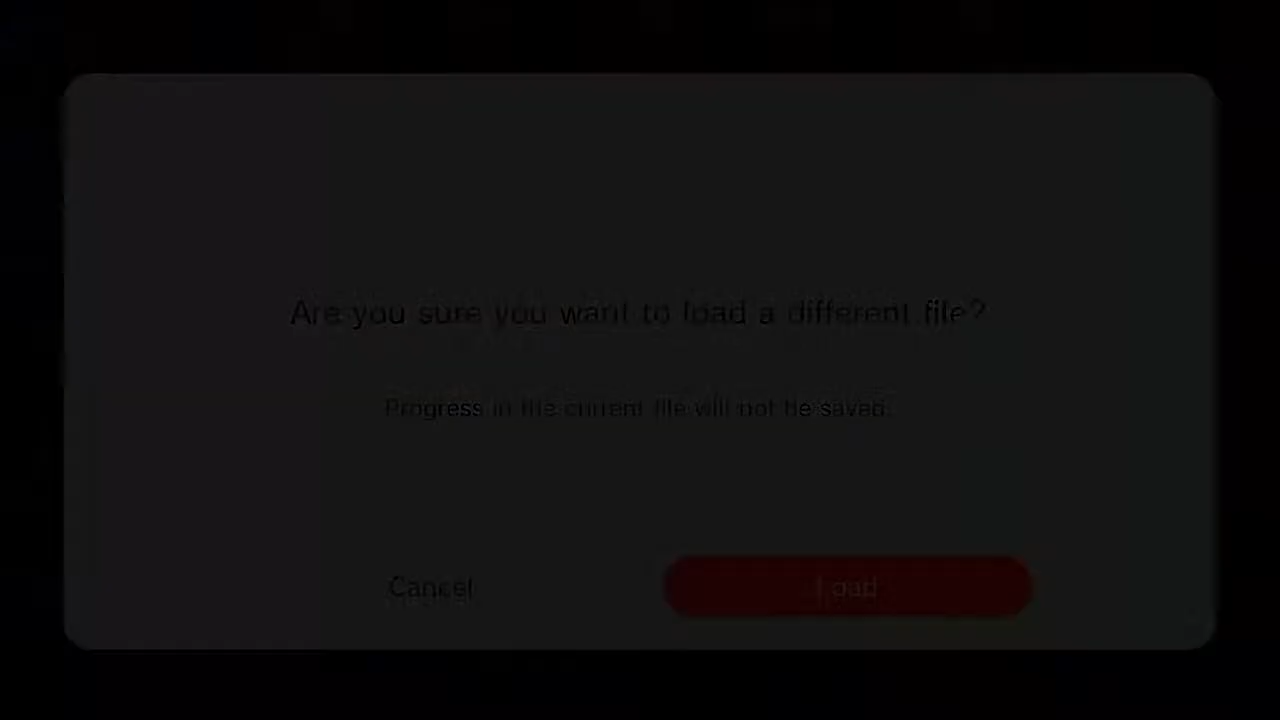 Are you sure you want to load a different file?
Progress in the current file will not be saved.
Cancel
Load